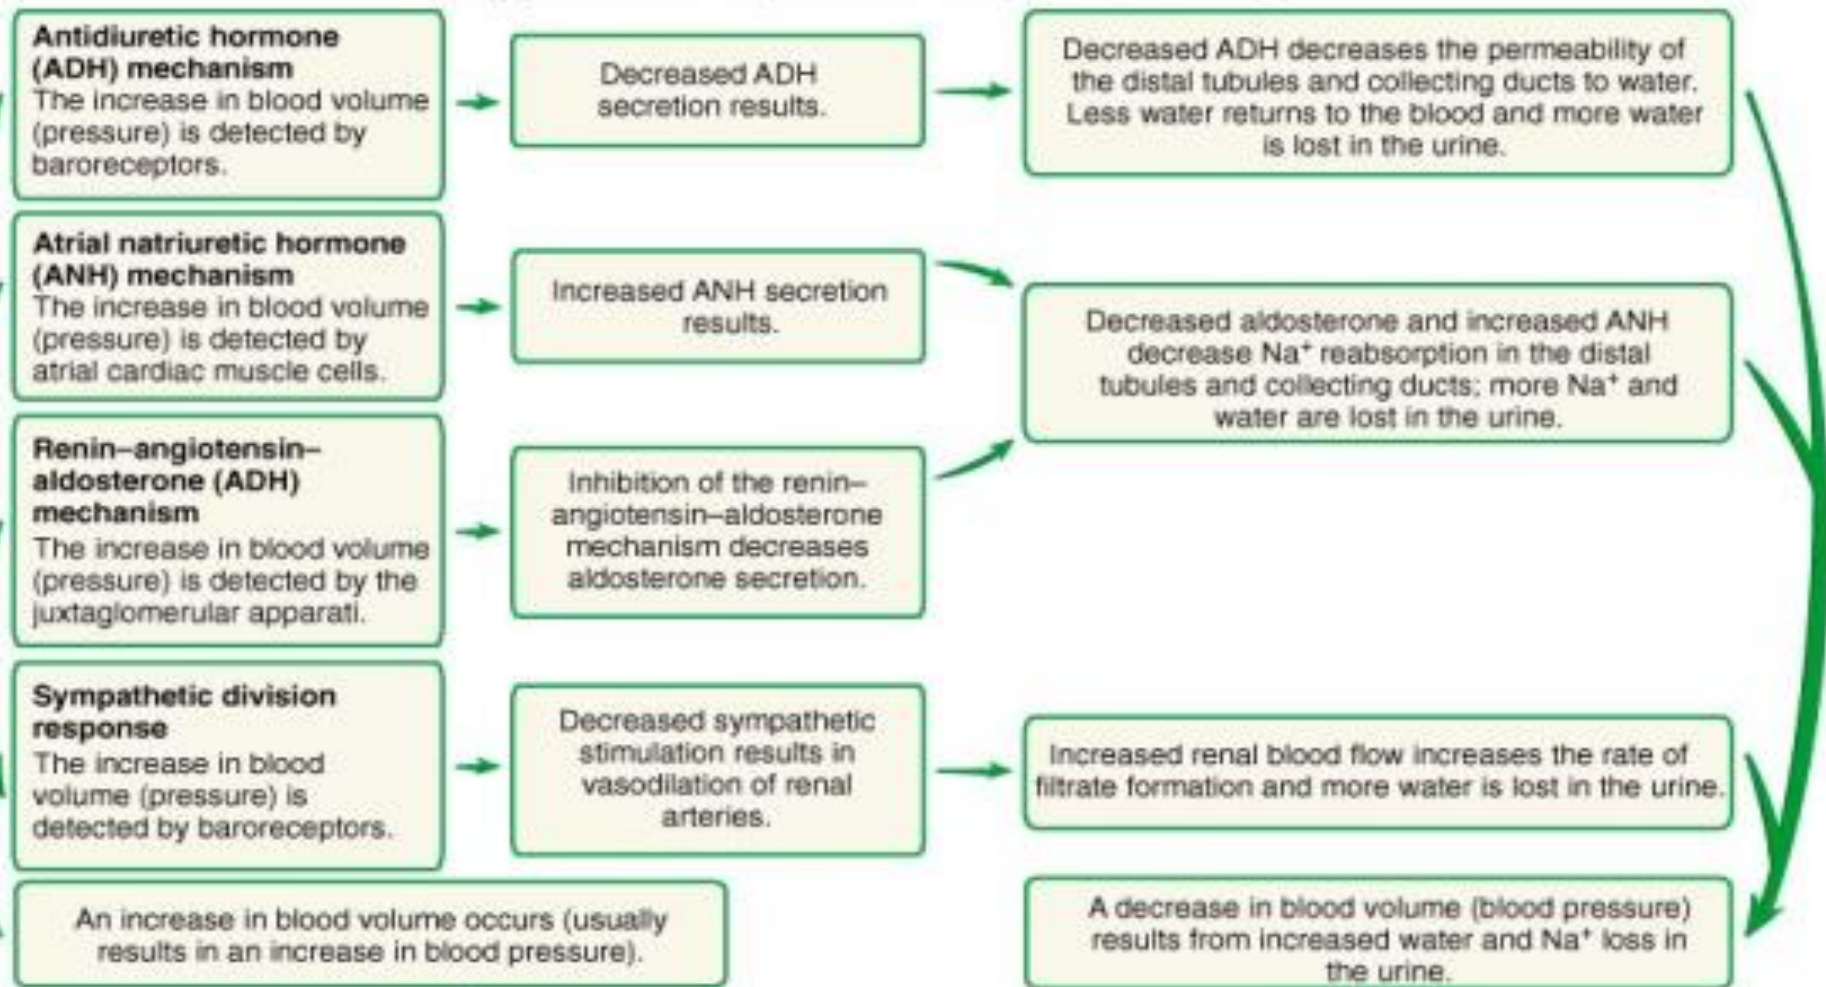 Antidiuretic hormone
(ADH) mechanism
The increase in blood volume
(pressure) is detected by
baroreceptors.
Decreased ADH
secretion results.
Decreased ADH decreases the permeability of
the distal tubules and collecting ducts to water.
Less water returns to the blood and more water
is lost in the urine.
Atrial natriuretic hormone
(ANH) mechanism
The increase in blood volume
(pressure) is detected by
atrial cardiac muscle cells.
Increased ANH secretion
results.
Decreased aldosterone and increased ANH
decrease Na⁺ reabsorption in the distal
tubules and collecting ducts; more Na⁺ and
water are lost in the urine.
Renin–angiotensin–
aldosterone (ADH)
mechanism
The increase in blood volume
(pressure) is detected by the
juxtaglomerular apparati.
Inhibition of the renin–
angiotensin–aldosterone
mechanism decreases
aldosterone secretion.
Sympathetic division
response
The increase in blood
volume (pressure) is
detected by baroreceptors.
Decreased sympathetic
stimulation results in
vasodilation of renal
arteries.
Increased renal blood flow increases the rate of
filtrate formation and more water is lost in the urine.
An increase in blood volume occurs (usually
results in an increase in blood pressure).
A decrease in blood volume (blood pressure)
results from increased water and Na⁺ loss in
the urine.